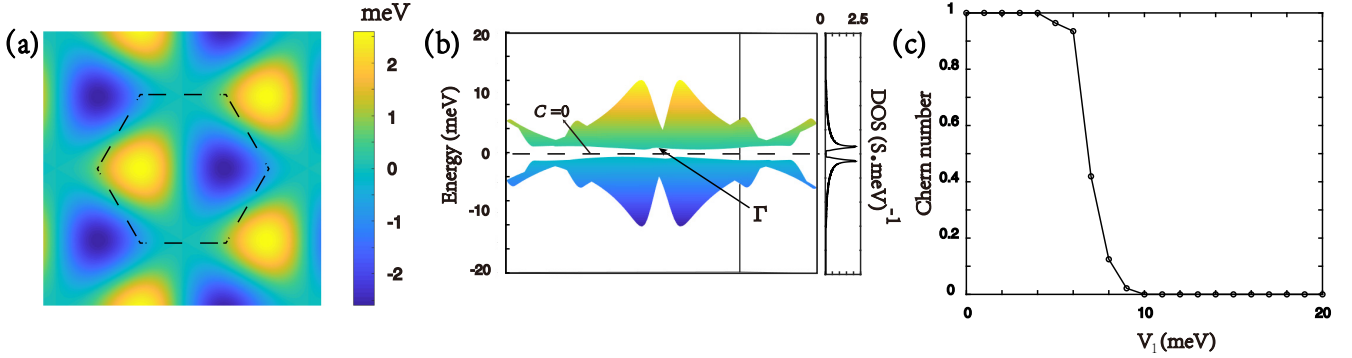 (a)
meV
2
1
0
-1
-2
(b)
Energy (meV)
20
10
0
-10
-20
C=0
Γ
0 2.5
DOS (S.meV)-1
(c)
Chern number
1
0.8
0.6
0.4
0.2
0
0 10 20
V1 (meV)